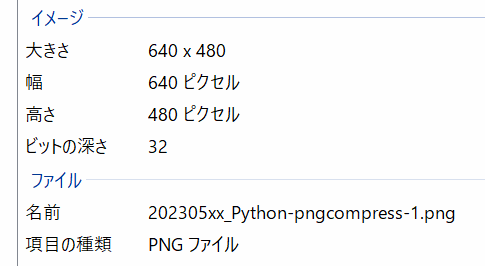 イメージ
大きさ 640 x 480
幅 640 ピクセル
高さ 480 ピクセル
ビットの深さ 32
ファイル
名前 202305xx_Python-pngcompress-1.png
項目の種類 PNG ファイル